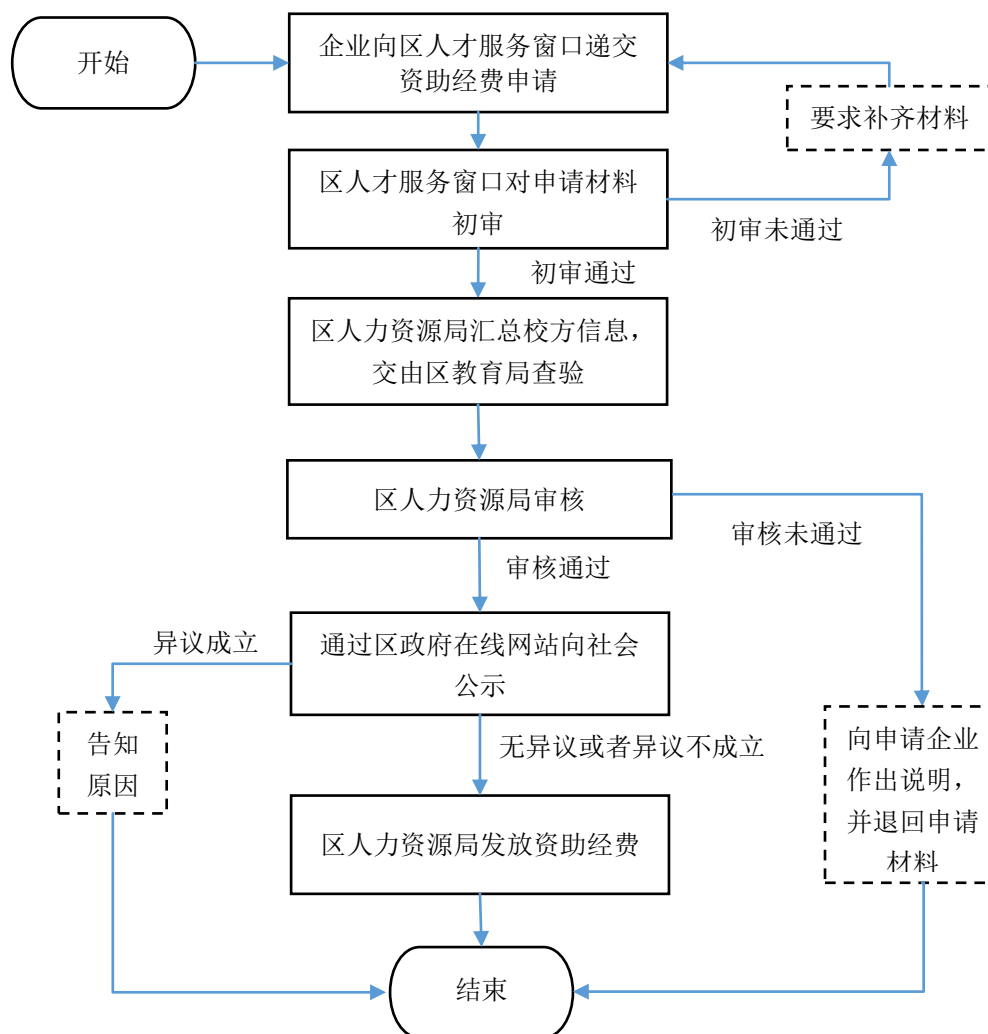 开始
企业向区人才服务窗口递交
资助经费申请
要求补齐材料
区人才服务窗口对申请材料
初审
初审未通过
初审通过
区人力资源局汇总校方信息，
交由区教育局查验
区人力资源局审核
审核未通过
审核通过
异议成立
通过区政府在线网站向社会
公示
告知
原因
无异议或者异议不成立
向申请企业
作出说明，
并退回申请
材料
区人力资源局发放资助经费
结束